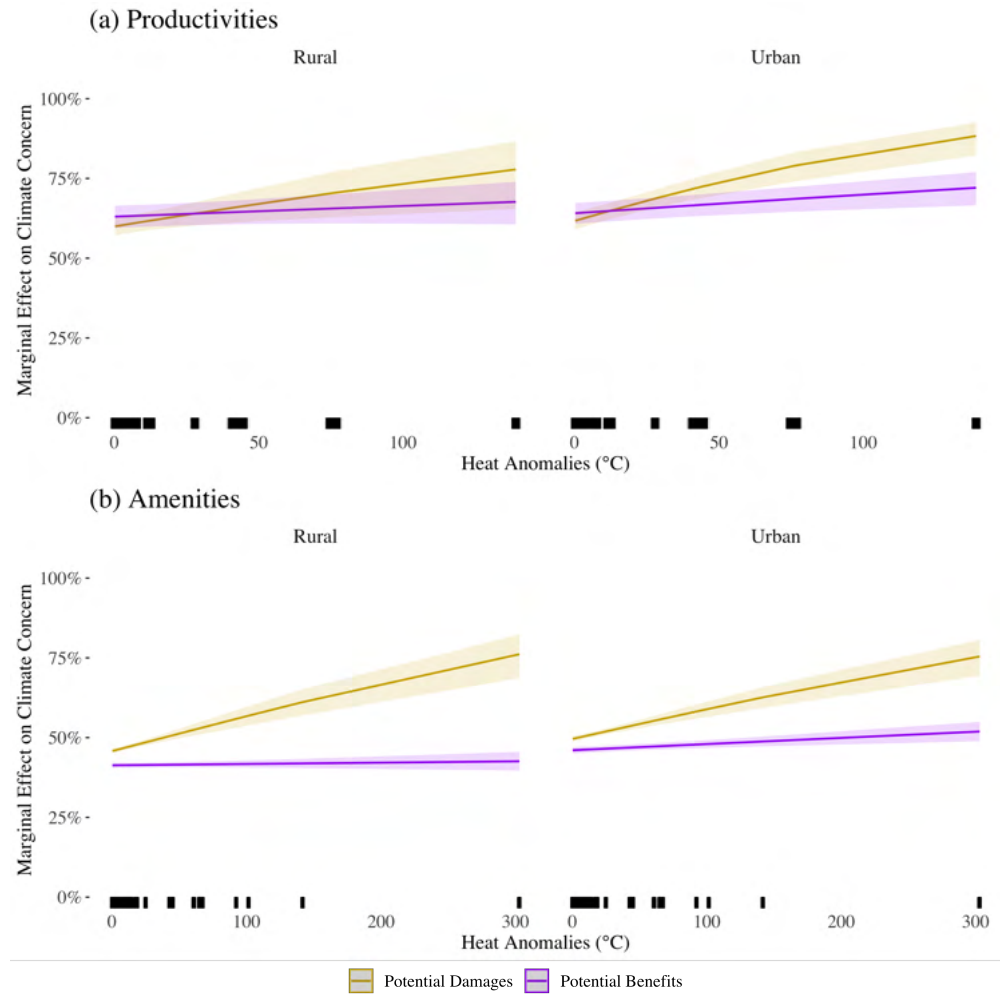 (a) Productivities
Rural
Urban
Marginal Effect on Climate Concern
100%
75%
50%
25%
0%
0 50 100
0 50 100
Heat Anomalies (°C)
(b) Amenities
Rural
Urban
Marginal Effect on Climate Concern
100%
75%
50%
25%
0%
0 100 200 300
0 100 200 300
Heat Anomalies (°C)
Potential Damages Potential Benefits